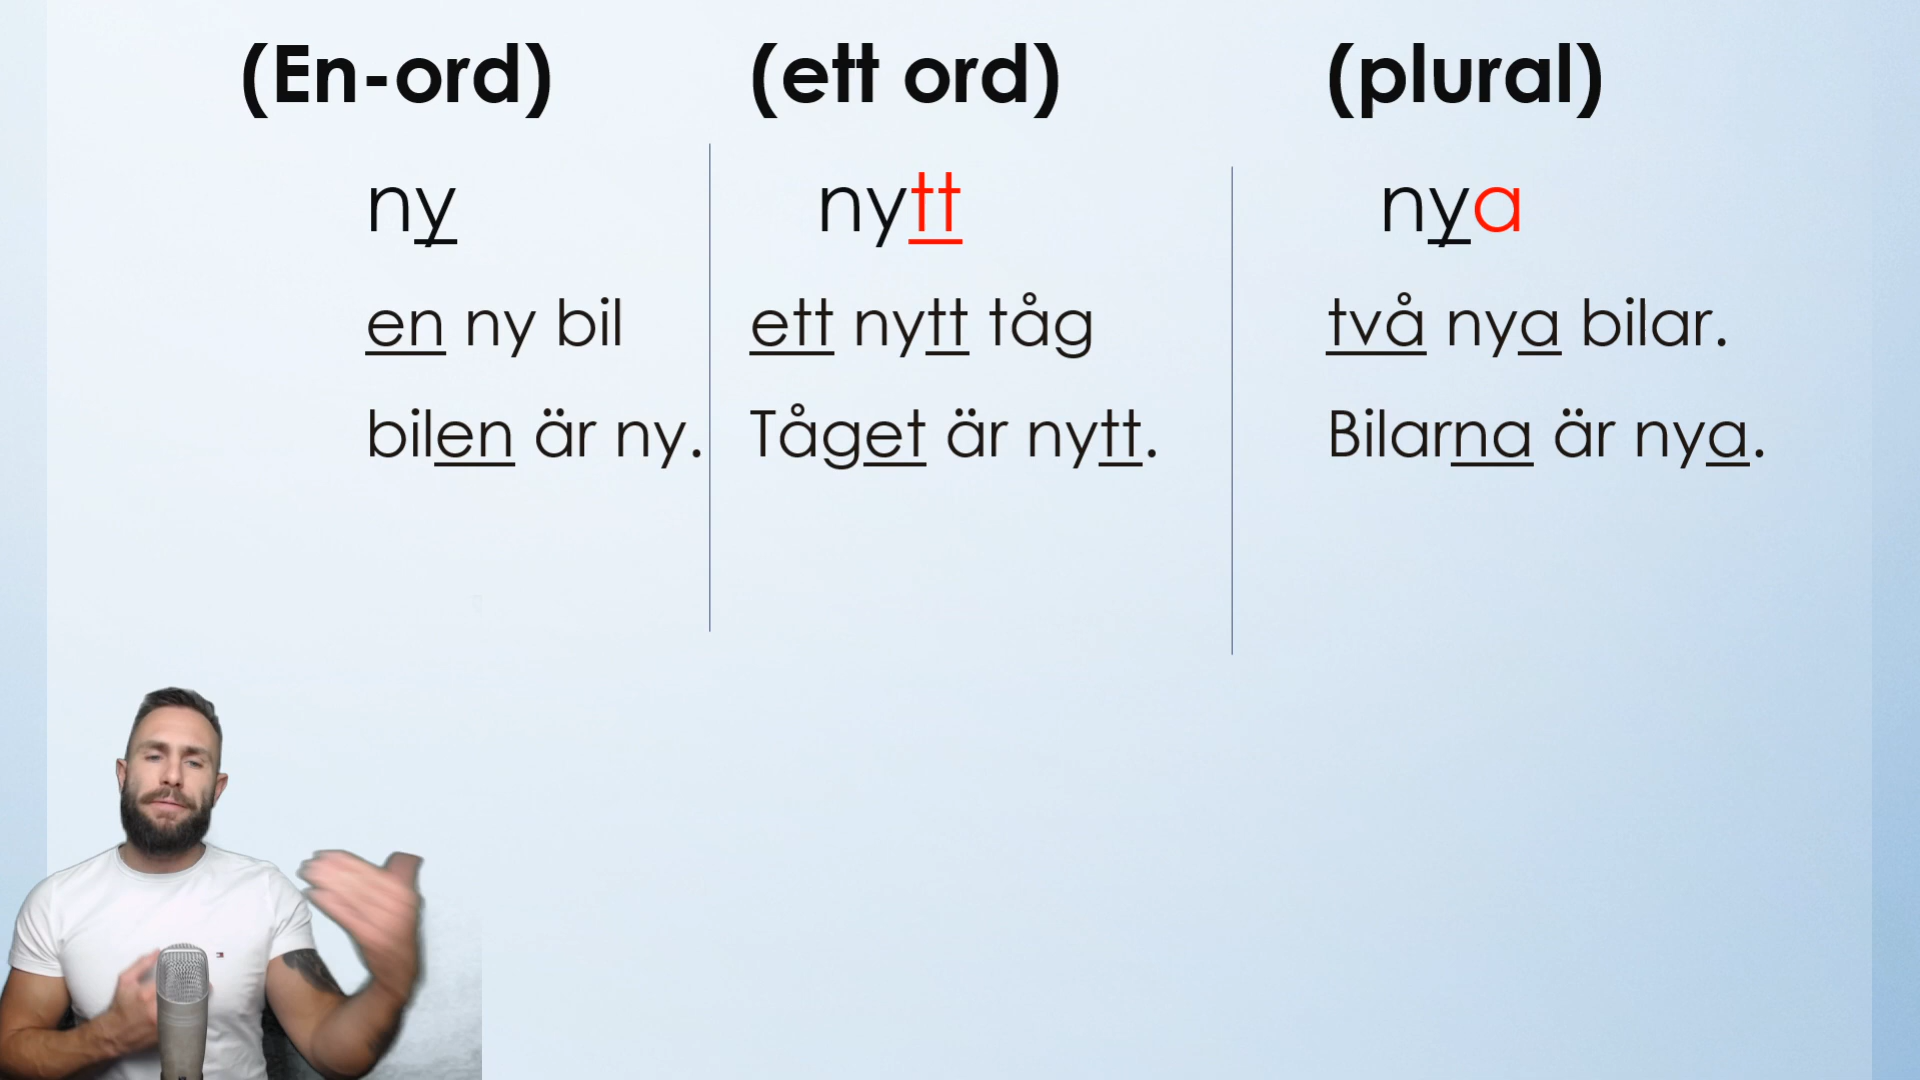 (En-ord) (ett ord) (plural)
ny nytt nya
en ny bil ett nytt tåg två nya bilar.
bilen är ny. Tåget är nytt. Bilarna är nya.